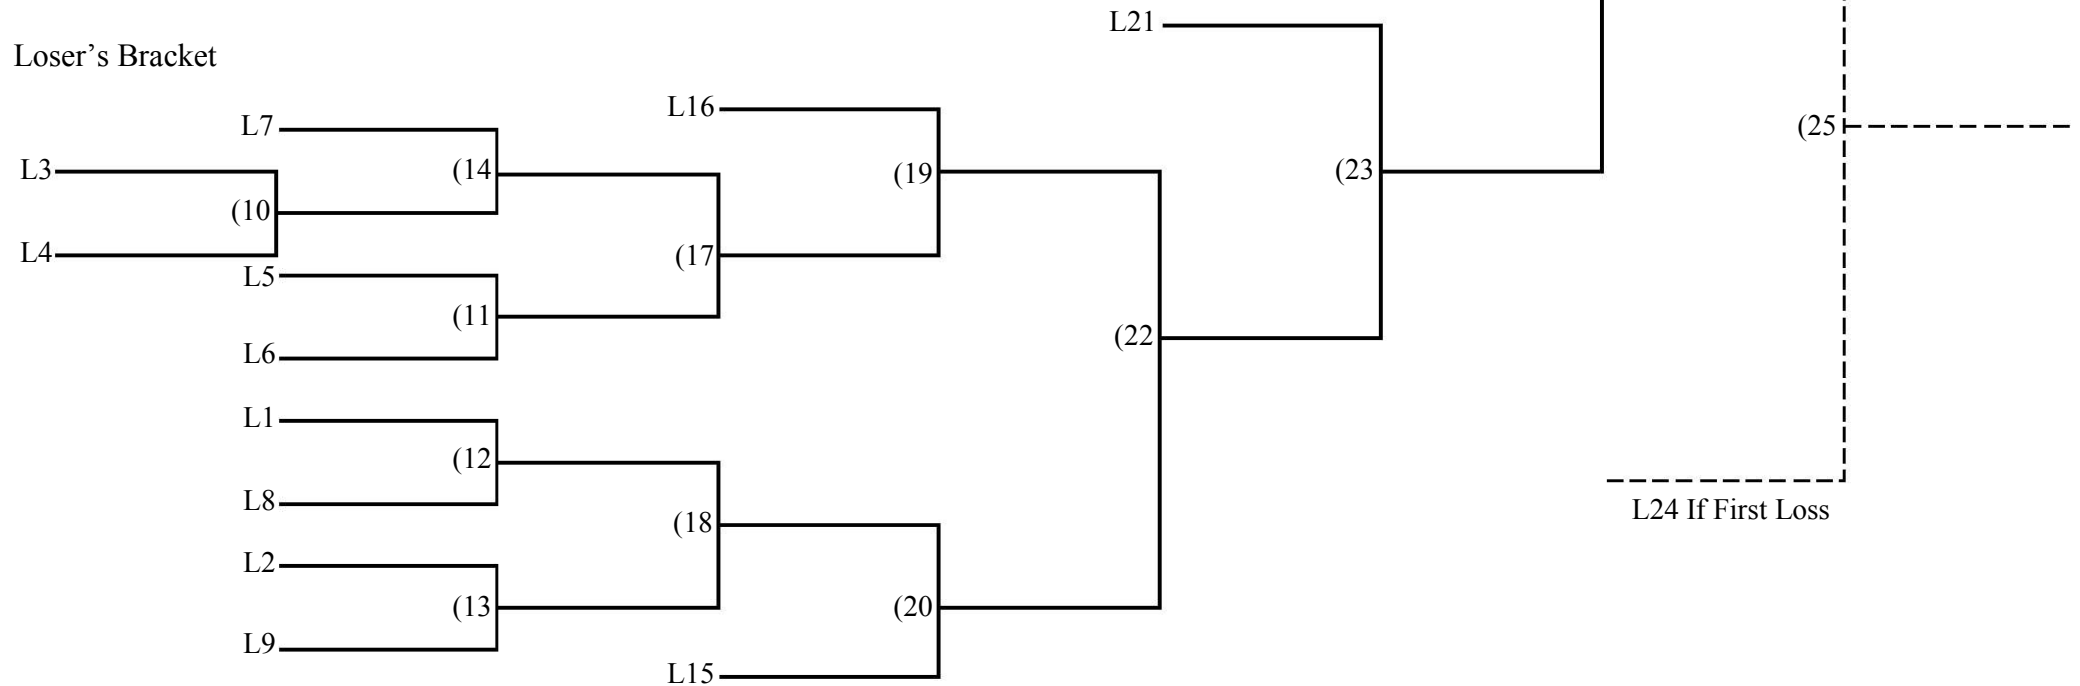 L21
Loser’s Bracket
L16
L7
(25
L3
(14
(19
(23
(10
L4
(17
L5
(11
(22
L6
L1
(12
L8
L24 If First Loss
(18
L2
(13
(20
L9
L15